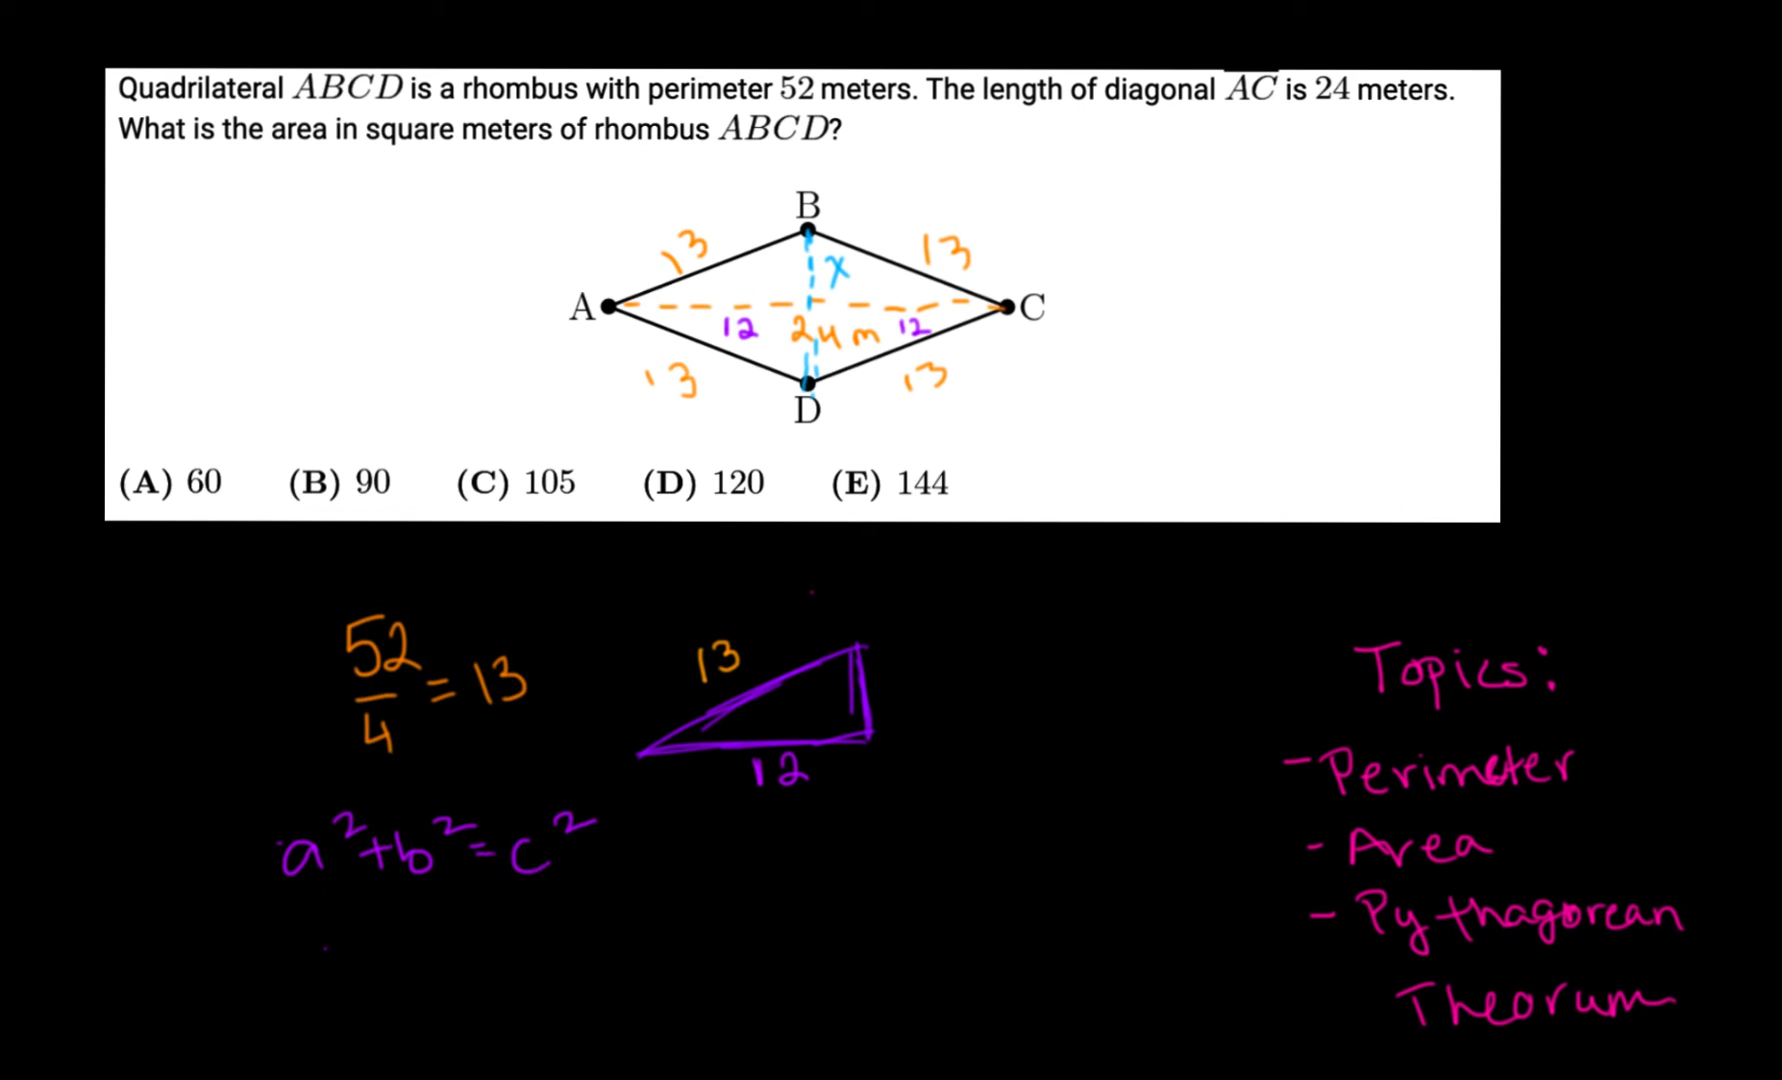 Quadrilateral ABCD is a rhombus with perimeter 52 meters. The length of diagonal AC is 24 meters.
What is the area in square meters of rhombus ABCD?
B
13
13
x
A
C
12
24 m
12
13
13
D
(A) 60 (B) 90 (C) 105 (D) 120 (E) 144
52/4 = 13
13
12
a²+b²=c²
Topics:
- Perimeter
- Area
- Pythagorean
Theorum